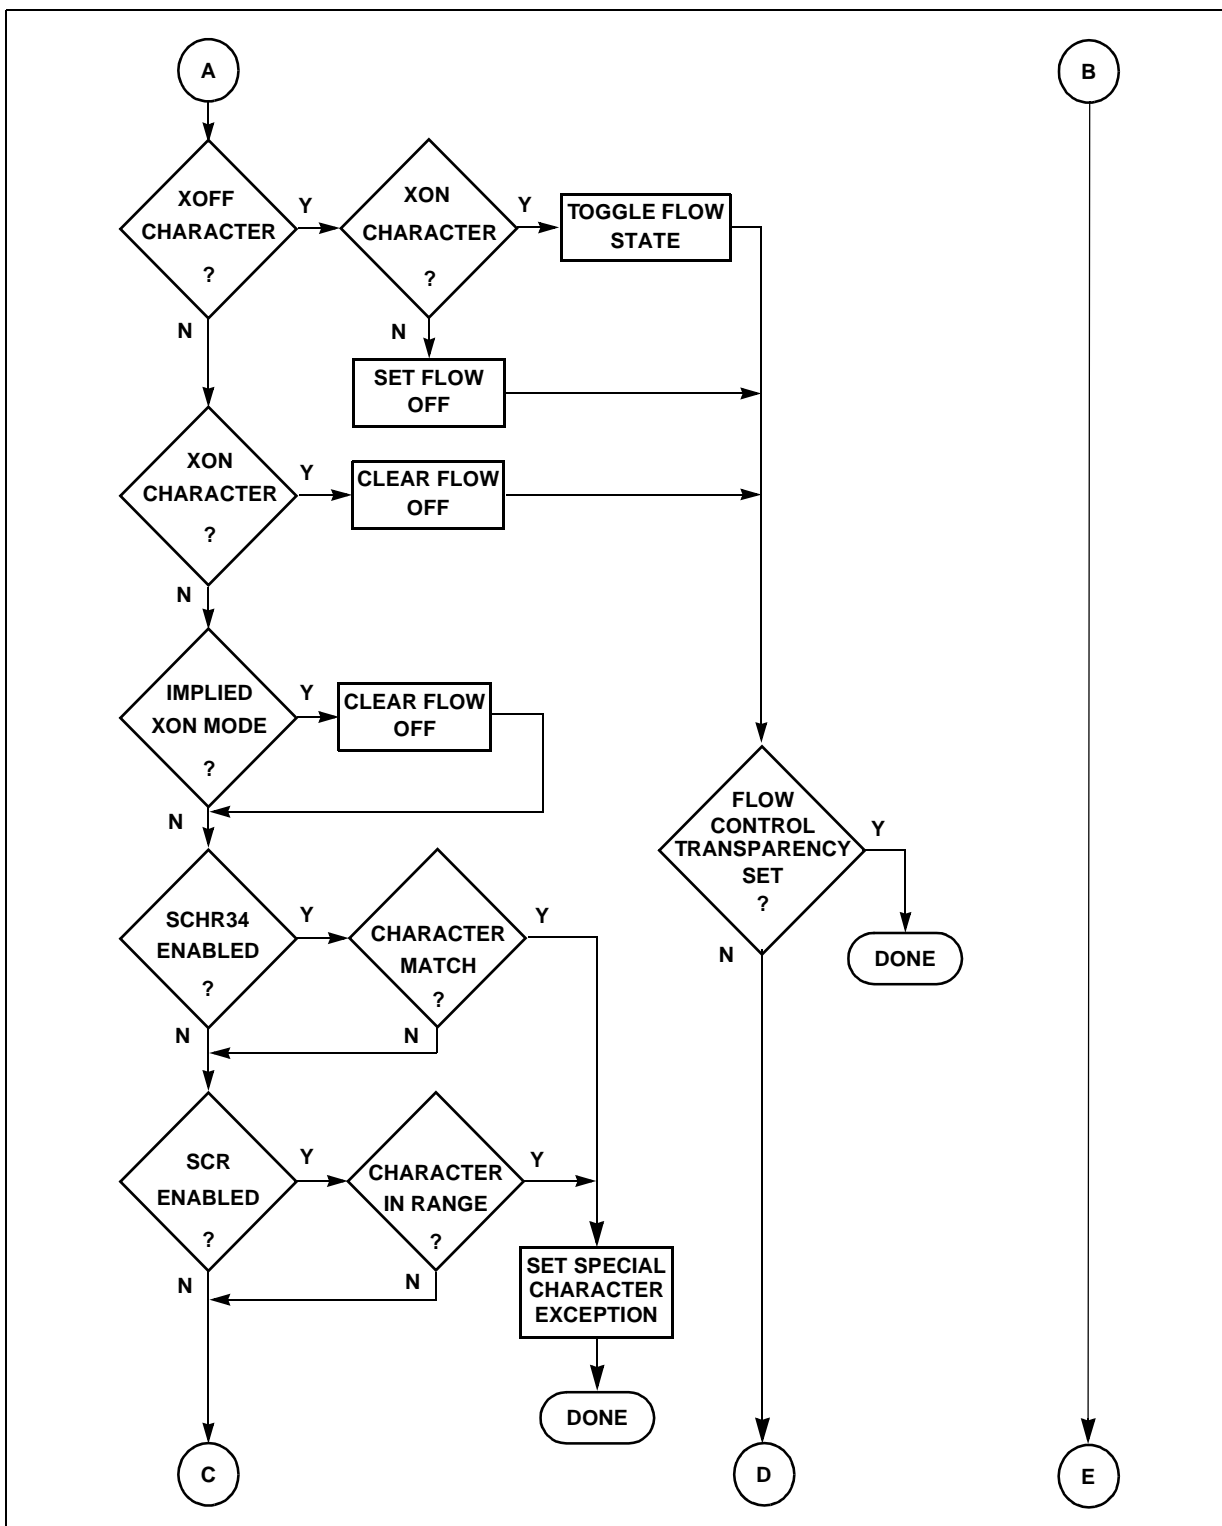 A
B
XOFF
CHARACTER
?
Y
XON
CHARACTER
?
Y
TOGGLE FLOW
STATE
N
N
SET FLOW
OFF
XON
CHARACTER
?
Y
CLEAR FLOW
OFF
N
IMPLIED
XON MODE
?
Y
CLEAR FLOW
OFF
N
FLOW
CONTROL
TRANSPARENCY
SET
?
Y
DONE
N
SCHR34
ENABLED
?
Y
CHARACTER
MATCH
?
Y
N
N
SCR
ENABLED
?
Y
CHARACTER
IN RANGE
?
Y
N
N
SET SPECIAL
CHARACTER
EXCEPTION
DONE
C
D
E